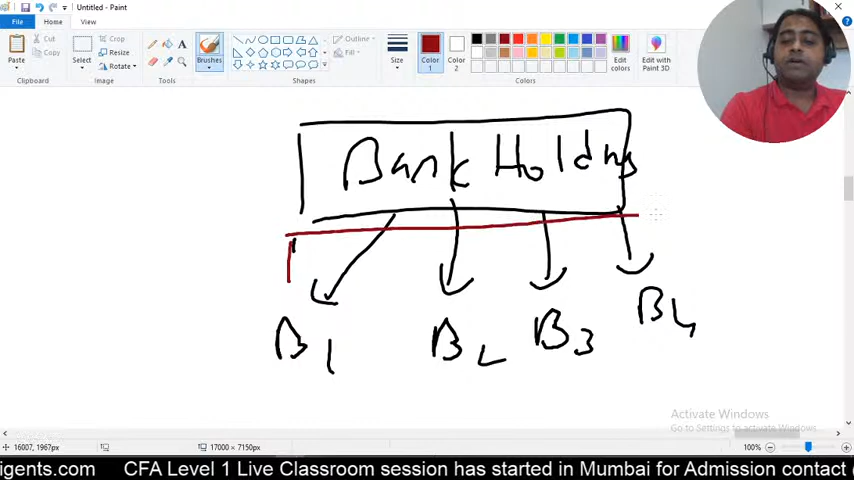 Untitled - Paint
File Home View
Paste Cut Copy Clipboard
Select Crop Resize Rotate Image
Tools
Brushes
Outline Fill Shapes
Size
Color 1 Color 2 Edit colors Colors
Edit with Paint 3D
Bank Holding
B1 B2 B3 B4
Activate Windows
Go to Settings to activate Windows.
16007, 1967px 17000 × 7150px 100%
igents.com CFA Level 1 Live Classroom session has started in Mumbai for Admission contact (